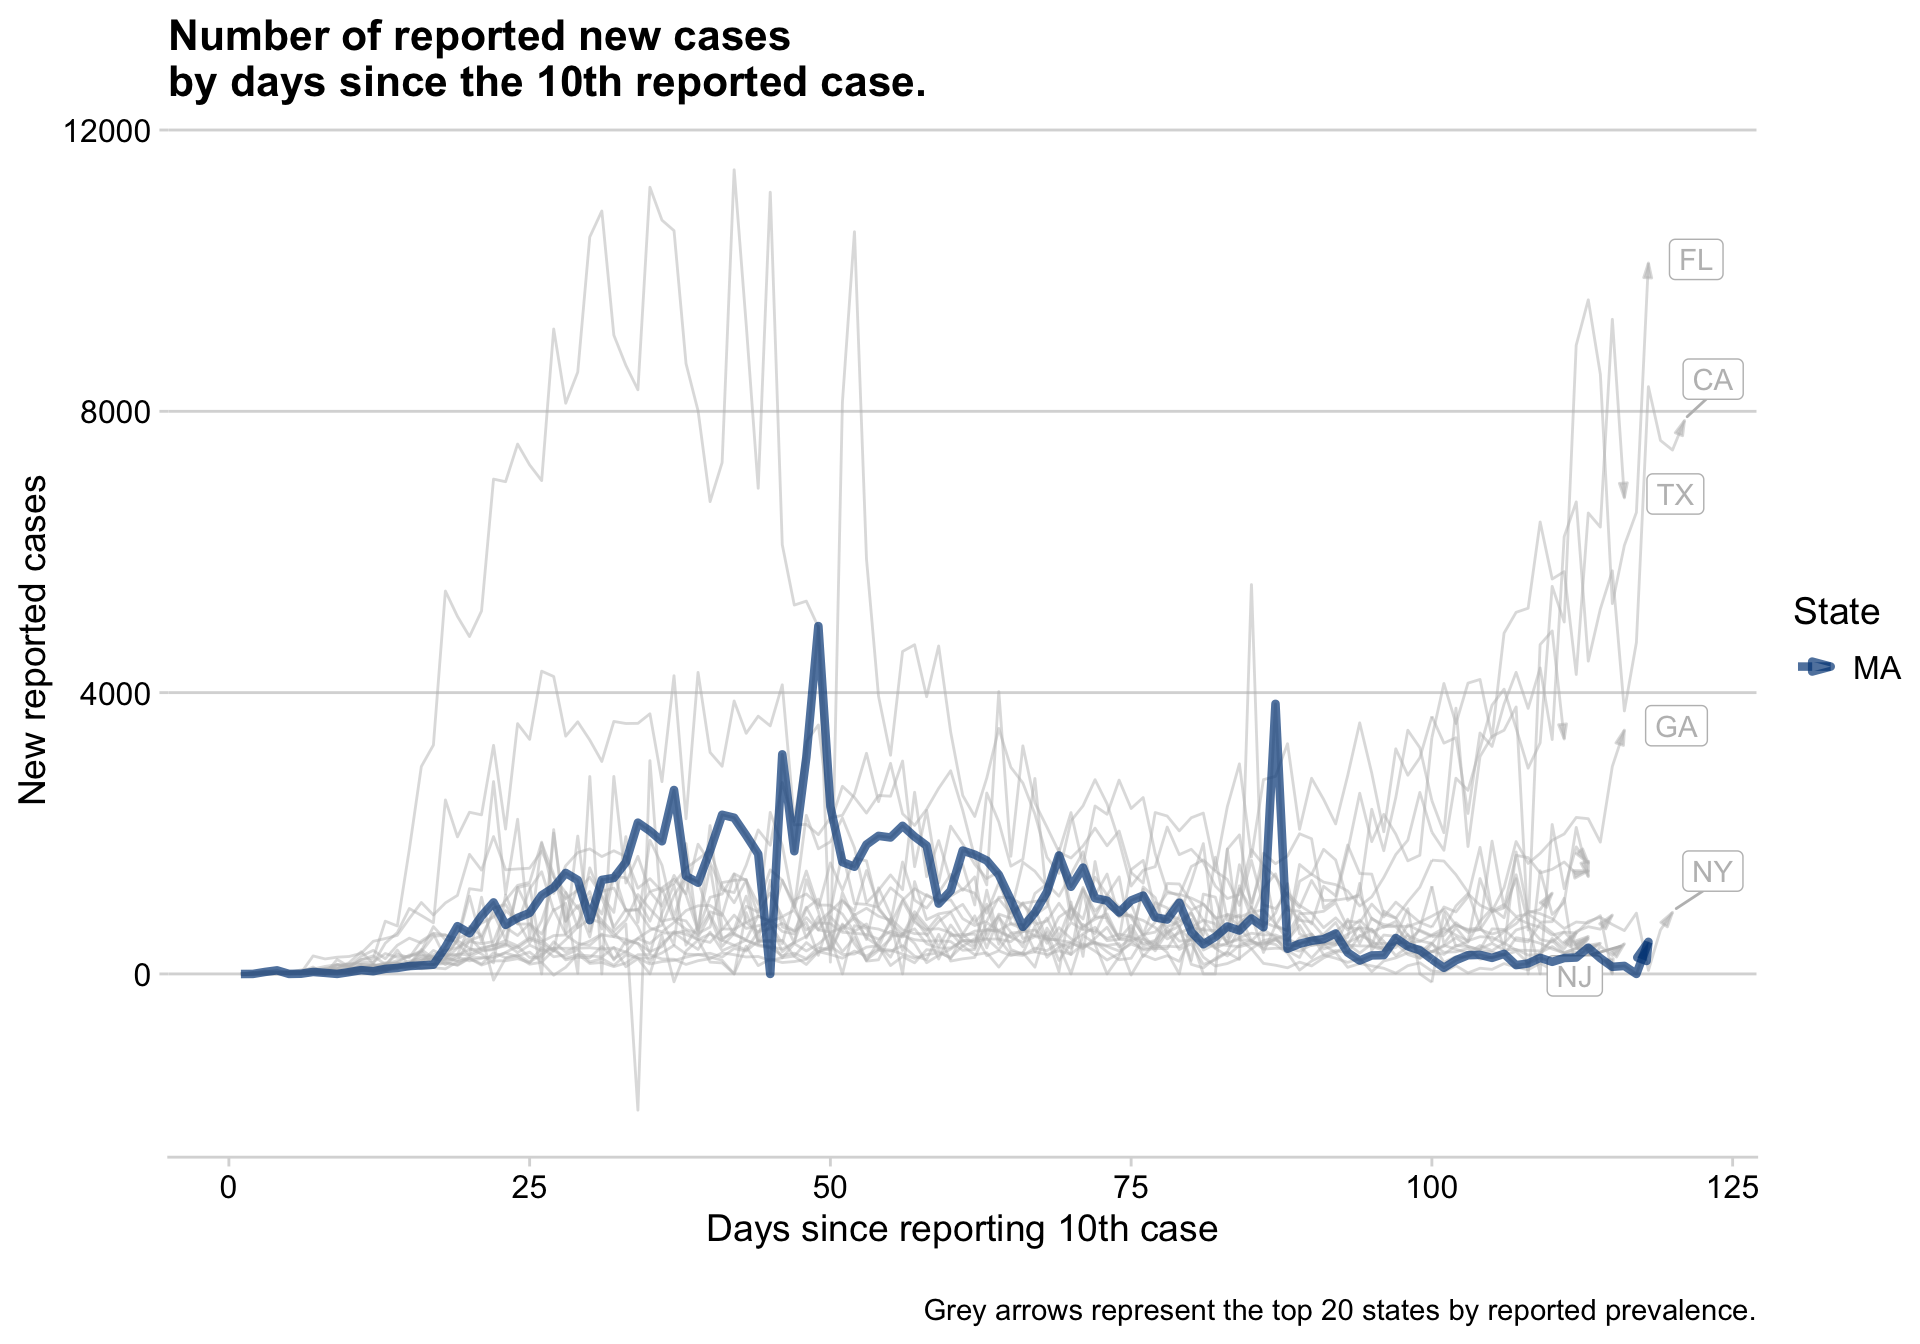 Number of reported new cases
by days since the 10th reported case.
12000
8000
4000
0
New reported cases
FL
CA
TX
GA
NY
NJ
State
MA
0
25
50
75
100
125
Days since reporting 10th case
Grey arrows represent the top 20 states by reported prevalence.